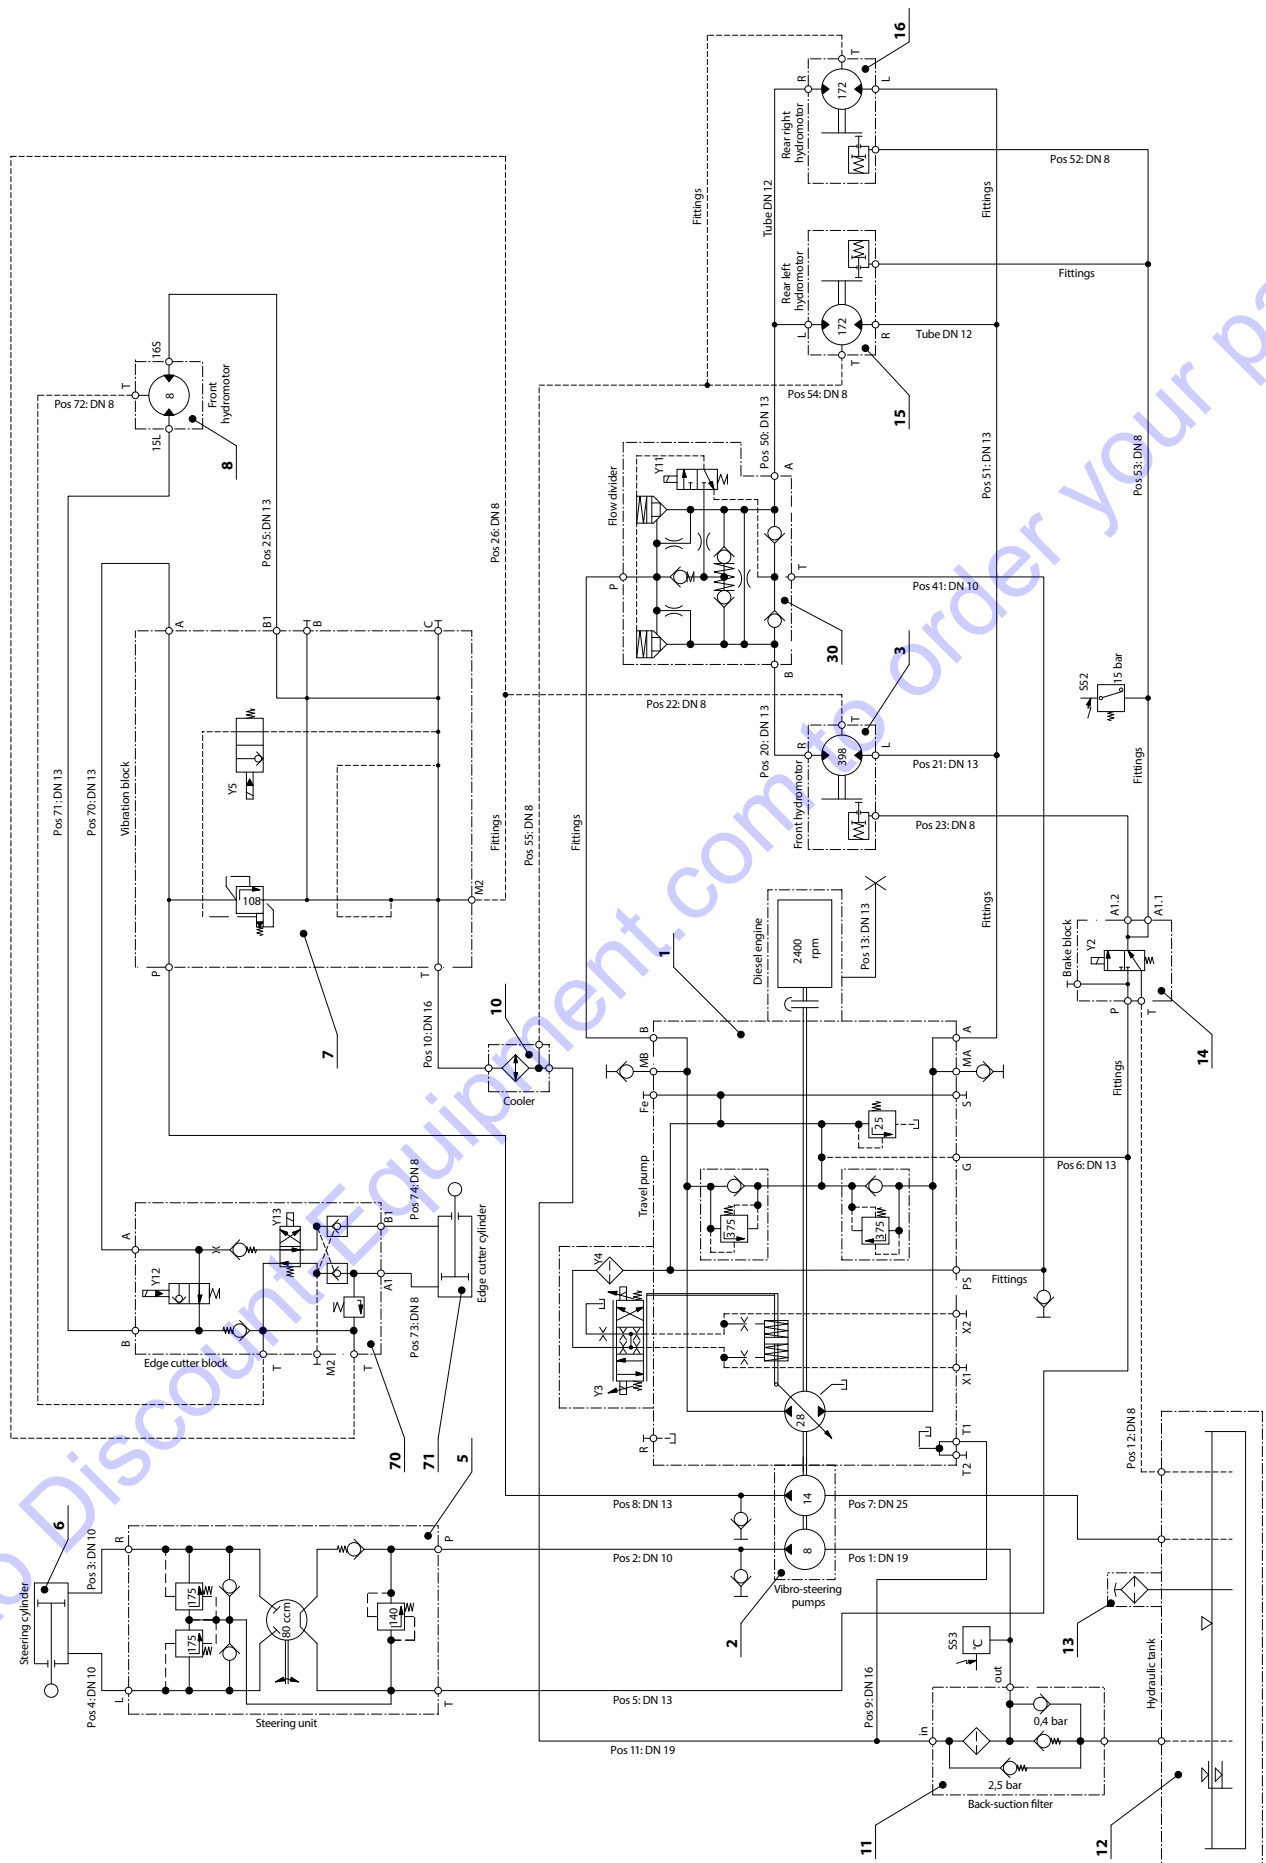 16
T
R
L
172
Rear right
hydromotor
Pos 52: DN 8
Fittings
Tube DN 12
Fittings
Rear left
hydromotor
Fittings
L
172
R
T
Tube DN 12
Pos 54: DN 8
15
Pos 50: DN 13
Pos 51: DN 13
Pos 53: DN 8
T
Pos 72: DN 8
16S
8
15L
Front
hydromotor
8
Pos 25: DN 13
Pos 26: DN 8
Y11
A
Flow divider
P
T
Pos 41: DN 10
30
B
3
A
B1
B
C
Pos 71: DN 13
Pos 70: DN 13
Vibration block
Y5
108
M2
P
T
7
Fittings
Pos 55: DN 8
Pos 22: DN 8
Fittings
Pos 20: DN 13
R
T
398
L
Front hydromotor
Pos 21: DN 13
Pos 23: DN 8
S52
15 bar
Fittings
A1.2
A1.1
Brake block
Y2
P
T
14
Fittings
Fittings
Diesel engine
2400
rpm
Pos 13: DN 13
1
10
Pos 10: DN 16
Cooler
B
MB
Fe
A
MA
S
25
G
Pos 6: DN 13
Travel pump
375
375
Y4
Y3
PS
Fittings
X2
X1
28
R
T1
T2
A
Y13
Y12
B
B1
Pos 74: DN 8
A1
Pos 73: DN 8
Edge cutter cylinder
Edge cutter block
T
M2
T
70
71
5
Pos 12: DN 8
Pos 8: DN 13
14
Pos 7: DN 25
Pos 2: DN 10
8
Pos 1: DN 19
Vibro-steering
pumps
2
6
Steering cylinder
Pos 3: DN 10
R
Pos 4: DN 10
L
175
175
80 ccm
140
P
T
Steering unit
Pos 5: DN 13
Pos 11: DN 19
Pos 9: DN 16
S53
°C
out
in
0,4 bar
2,5 bar
Back-suction filter
11
13
Hydraulic tank
12
to Discount-Equipment.com to order your pa